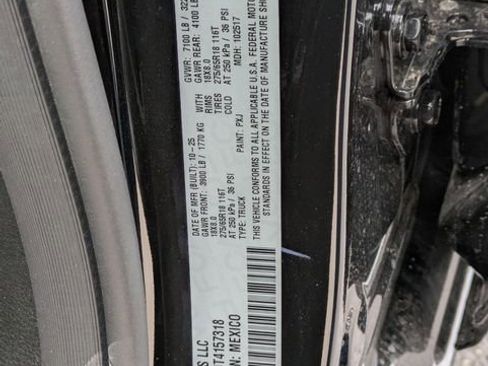 S LLC
DATE OF MFR (BUILT): 10-25
GVWR: 7100 LB / 322
GAWR FRONT: 3900 LB / 1770 KG
GAWR REAR: 4100 LB
18X8.0
WITH
18X8.0
275/65R18 116T
RIMS
275/65R18 116T
AT 250 kPa / 36 PSI
TIRES
AT 250 kPa / 36 PSI
COLD
TYPE: TRUCK
PAINT: PXJ
MDH: 102517
THIS VEHICLE CONFORMS TO ALL APPLICABLE U.S.A. FEDERAL MOTOR
STANDARDS IN EFFECT ON THE DATE OF MANUFACTURE SHOW
T4157318
N: MEXICO